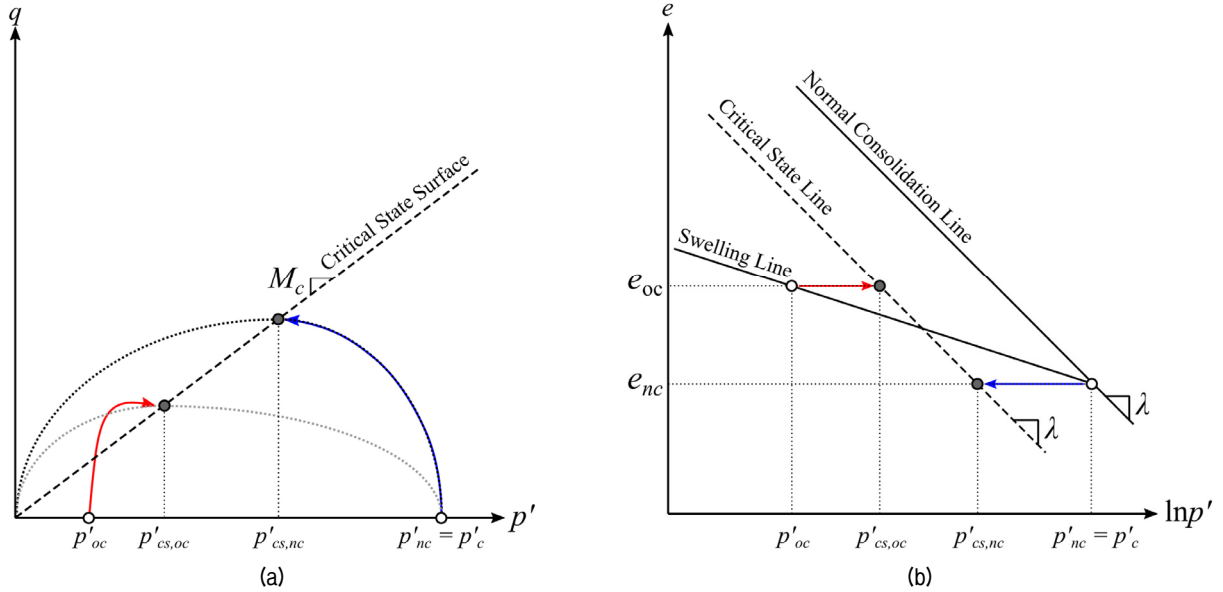 q
Critical State Surface
M_c
p'
p'_oc
p'_cs,oc
p'_cs,nc
p'_nc = p'_c
(a)
e
Normal Consolidation Line
Critical State Line
Swelling Line
e_oc
e_nc
λ
λ
lnp'
p'_oc
p'_cs,oc
p'_cs,nc
p'_nc = p'_c
(b)